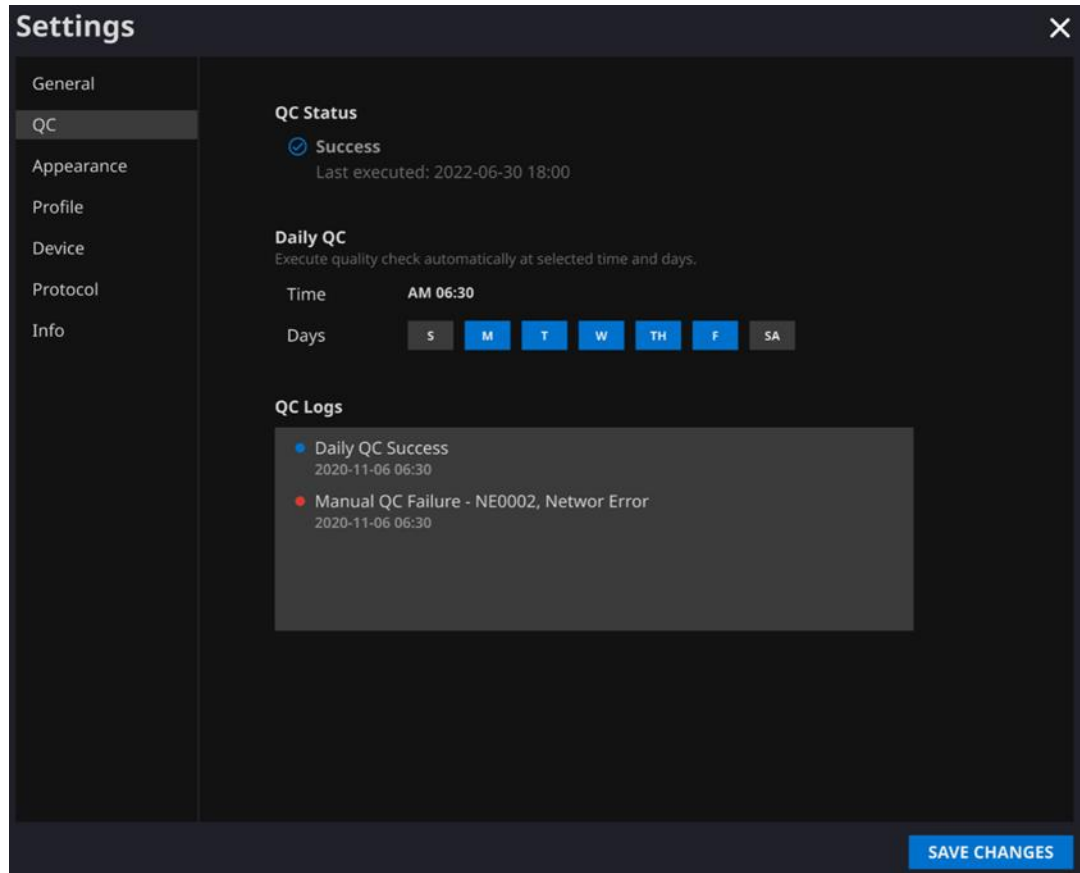 Settings
General
QC
Appearance
Profile
Device
Protocol
Info
QC Status
Success
Last executed: 2022-06-30 18:00
Daily QC
Execute quality check automatically at selected time and days.
Time AM 06:30
Days S M T W TH F SA
QC Logs
Daily QC Success
2020-11-06 06:30
Manual QC Failure - NE0002, Networ Error
2020-11-06 06:30
SAVE CHANGES